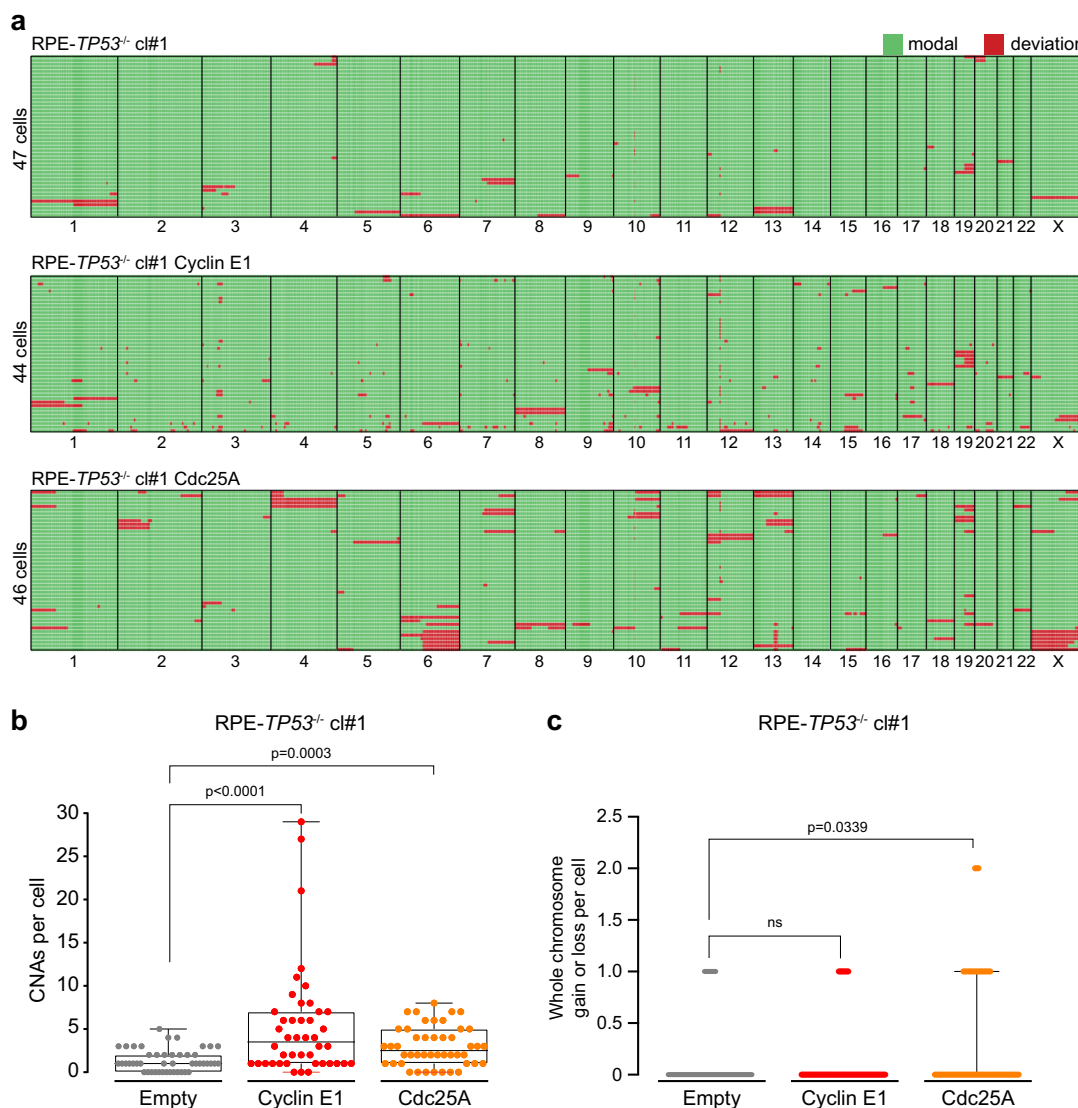 a
RPE-TP53-/- cl#1
modal deviation
47 cells
1 2 3 4 5 6 7 8 9 10 11 12 13 14 15 16 17 18 19 20 21 22 X
RPE-TP53-/- cl#1 Cyclin E1
44 cells
1 2 3 4 5 6 7 8 9 10 11 12 13 14 15 16 17 18 19 20 21 22 X
RPE-TP53-/- cl#1 Cdc25A
46 cells
1 2 3 4 5 6 7 8 9 10 11 12 13 14 15 16 17 18 19 20 21 22 X
b
RPE-TP53-/- cl#1
p=0.0003
p<0.0001
CNAs per cell
30
25
20
15
10
5
0
Empty Cyclin E1 Cdc25A
c
RPE-TP53-/- cl#1
p=0.0339
ns
Whole chromosome
gain or loss per cell
2.5
2.0
1.5
1.0
0.5
0
Empty Cyclin E1 Cdc25A